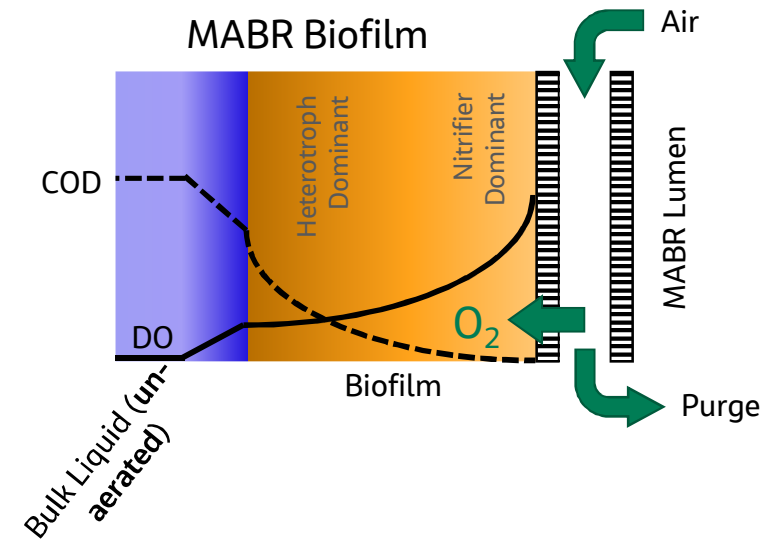 MABR Biofilm
Air
COD
Heterotroph
Dominant
Nitrifier
Dominant
MABR Lumen
DO
O₂
Biofilm
Purge
Bulk Liquid (un-
aerated)